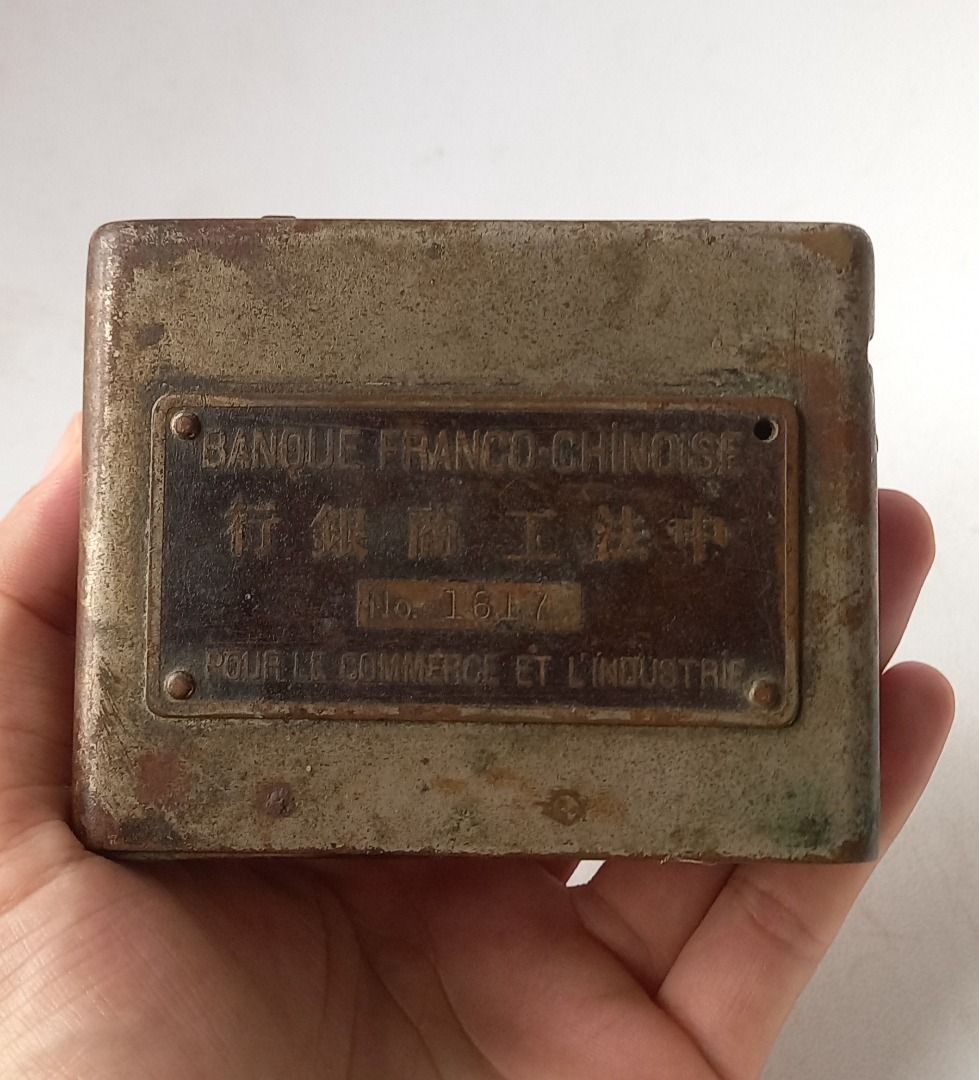 BANQUE FRANCO-CHINOISE
中法工商銀行
No. 1617
POUR LE COMMERCE ET L'INDUSTRIE